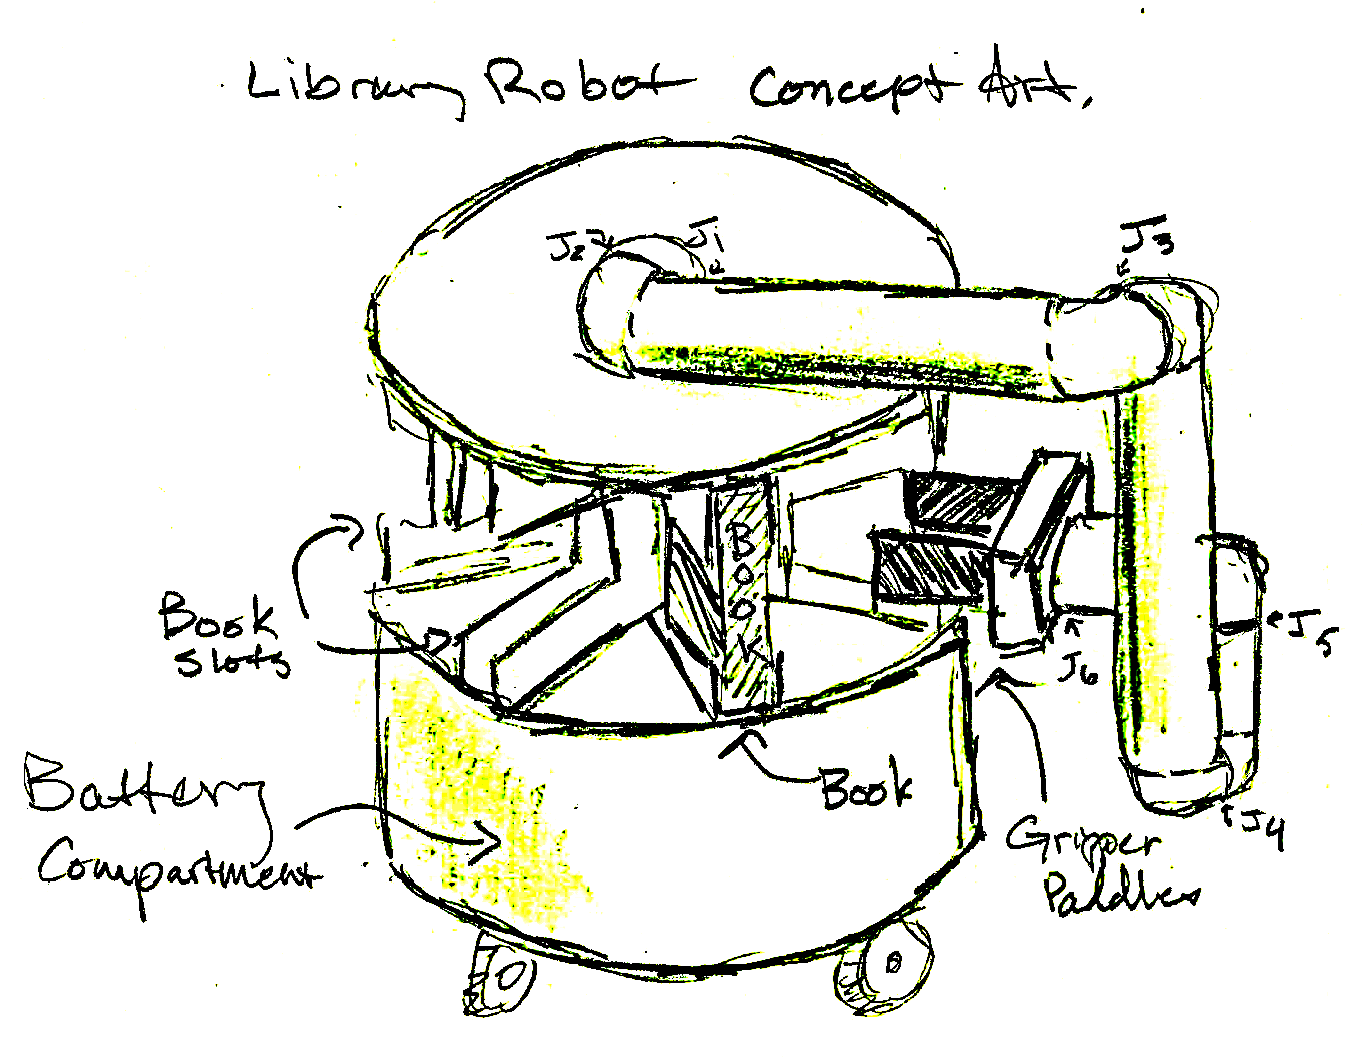 Library Robot Concept Art.
J2
J1
J3
BOOK
Book
Slots
J5
J6
Battery
Compartment
Book
J4
Gripper
Paddles